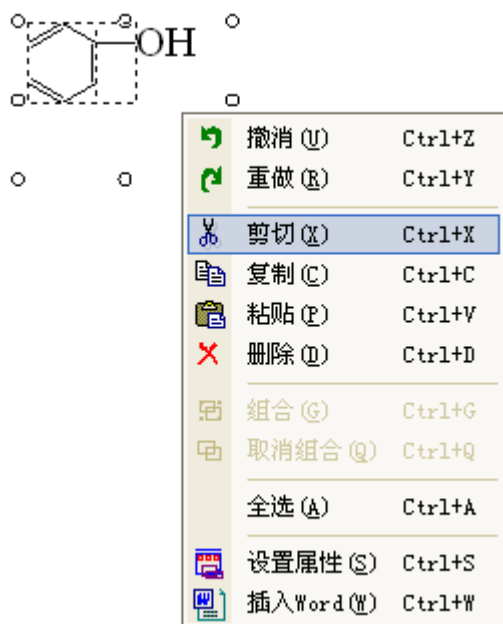 OH
撤消(U) Ctrl+Z
重做(R) Ctrl+Y
剪切(X) Ctrl+X
复制(C) Ctrl+C
粘贴(P) Ctrl+V
删除(D) Ctrl+D
组合(G) Ctrl+G
取消组合(Q) Ctrl+Q
全选(A) Ctrl+A
设置属性(S) Ctrl+S
插入Word(W) Ctrl+W